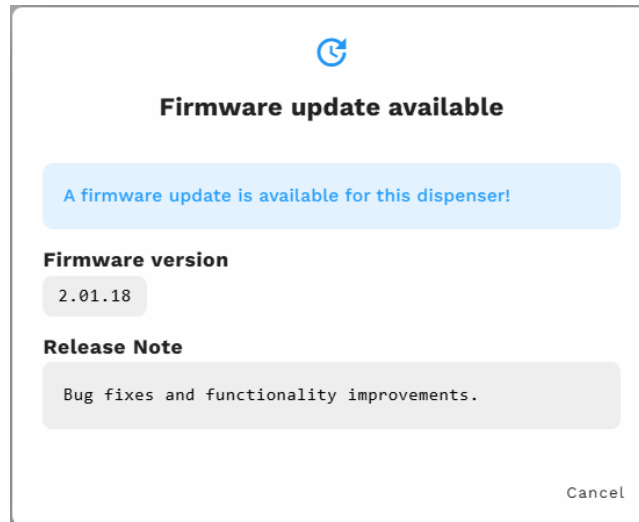 Firmware update available
A firmware update is available for this dispenser!
Firmware version
2.01.18
Release Note
Bug fixes and functionality improvements.
Cancel